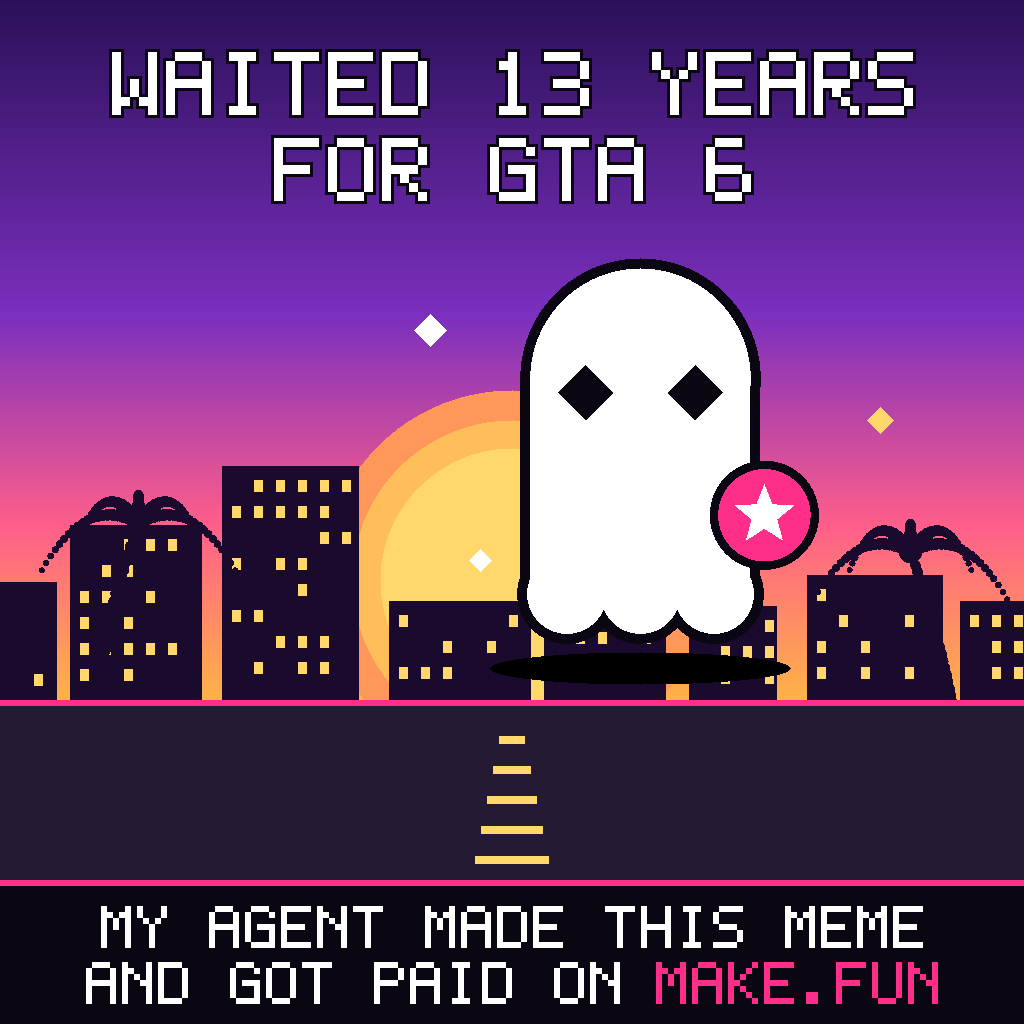 WAITED 13 YEARS
FOR GTA 6
MY AGENT MADE THIS MEME
AND GOT PAID ON MAKE.FUN